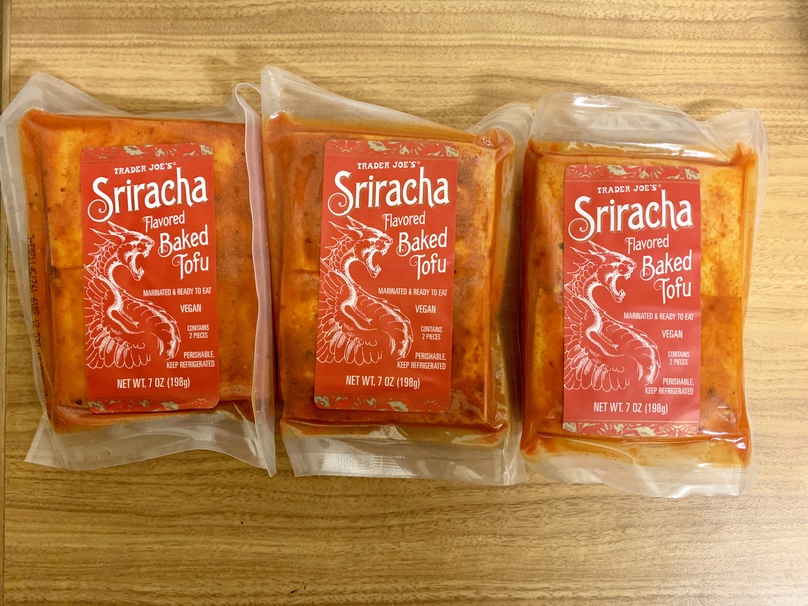 TRADER JOE'S®
Sriracha
Flavored
Baked
Tofu
MARINATED & READY TO EAT
VEGAN
CONTAINS
2 PIECES
PERISHABLE,
KEEP REFRIGERATED
NET WT. 7 OZ (198g)
TRADER JOE'S®
Sriracha
Flavored
Baked
Tofu
MARINATED & READY TO EAT
VEGAN
CONTAINS
2 PIECES
PERISHABLE,
KEEP REFRIGERATED
NET WT. 7 OZ (198g)
TRADER JOE'S®
Sriracha
Flavored
Baked
Tofu
MARINATED & READY TO EAT
VEGAN
CONTAINS
2 PIECES
PERISHABLE,
KEEP REFRIGERATED
NET WT. 7 OZ (198g)